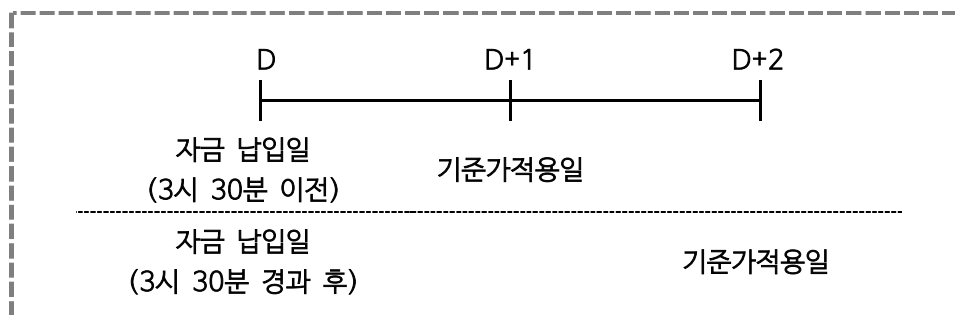 D D+1 D+2
자금 납입일
(3시 30분 이전)
기준가적용일
자금 납입일
(3시 30분 경과 후)
기준가적용일